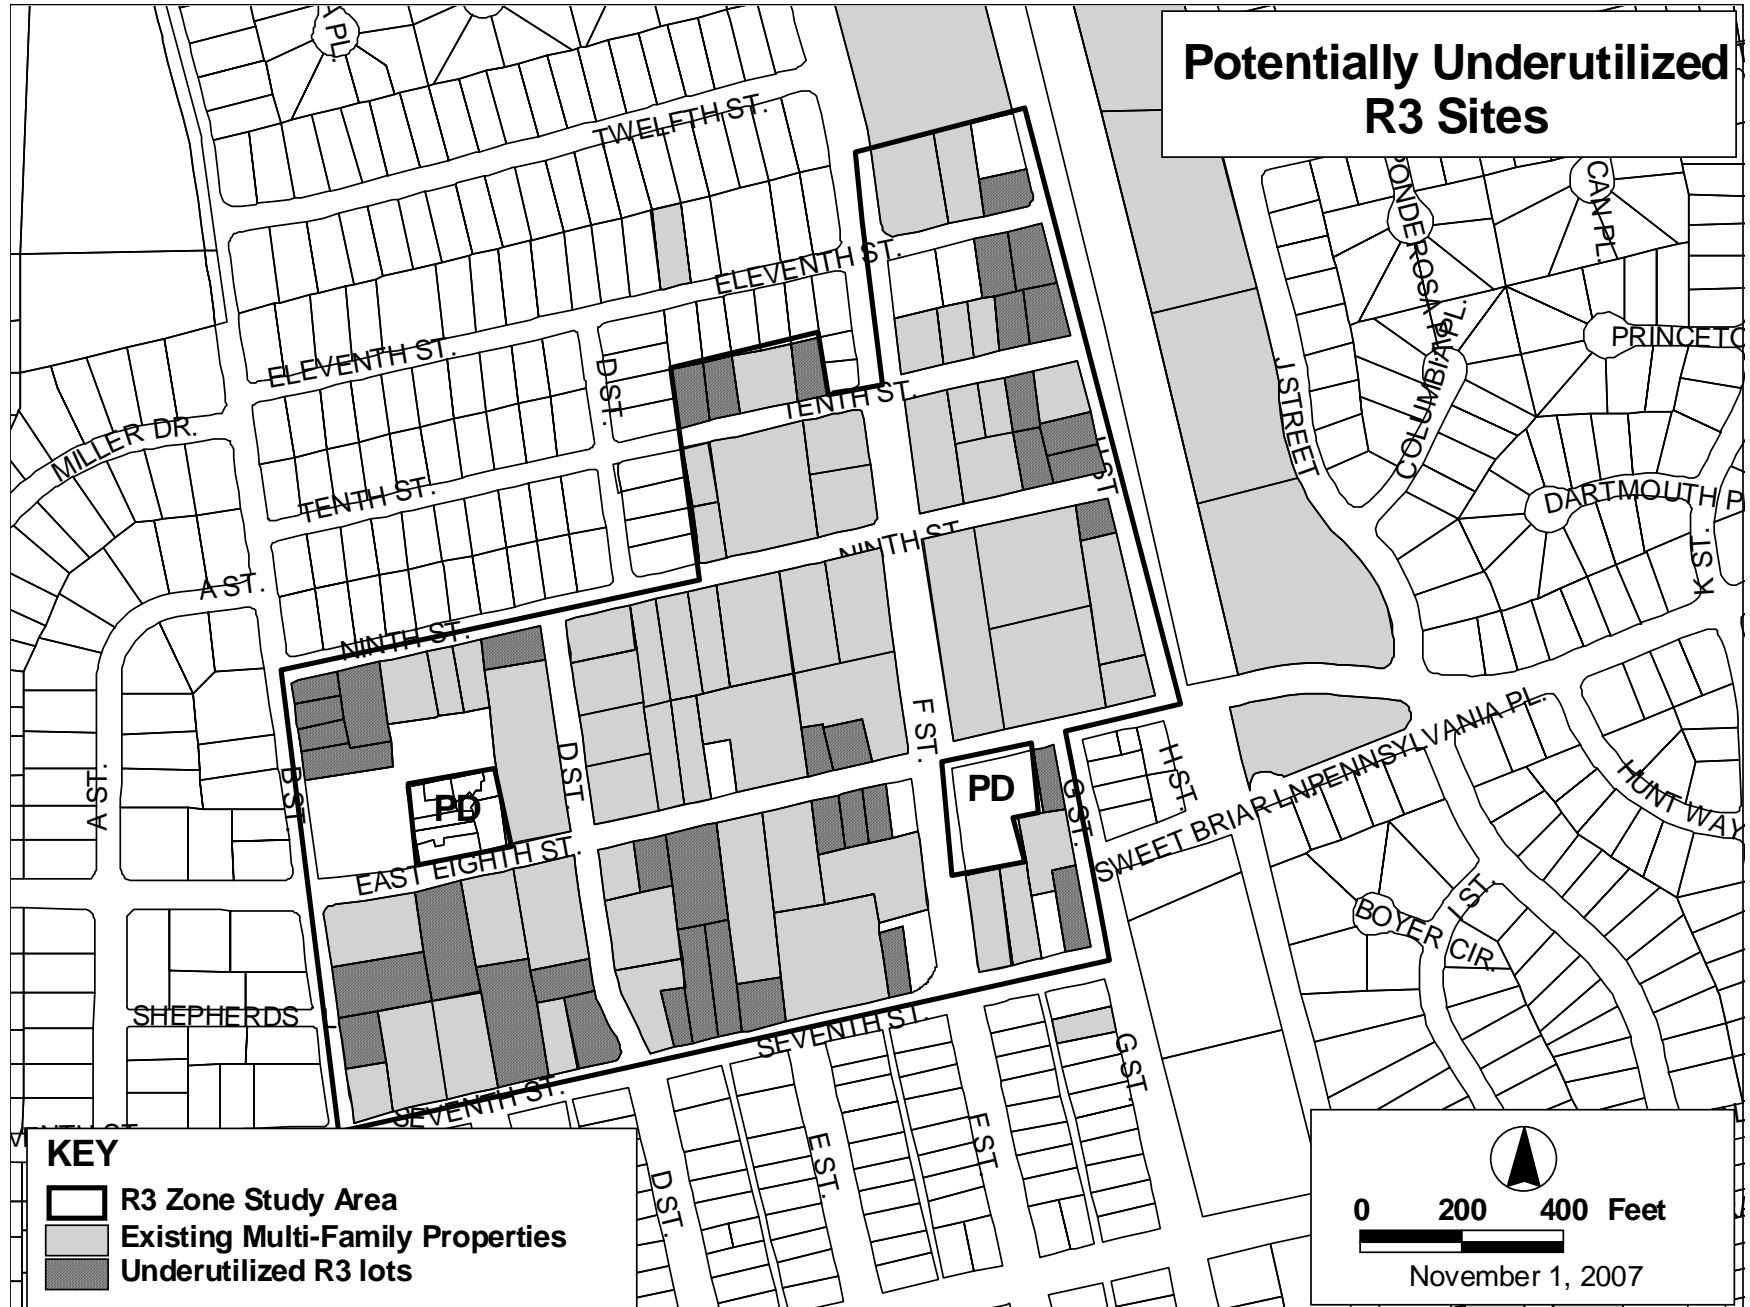 Potentially Underutilized
R3 Sites
PL.
TWELFTH ST.
ELEVENTH ST.
ELEVENTH ST.
D ST.
TENTH ST.
TENTH ST.
MILLER DR.
A ST.
NINTH ST.
NINTH ST.
J STREET
COLUMBIA PL.
CAN PL.
PRINCETO
DARTMOUTH P
K ST.
A ST.
B ST.
D ST.
F ST.
G ST.
H ST.
PD
PD
EAST EIGHTH ST.
SWEET BRIAR LN.
PENNSYLVANIA PL.
HUNT WAY
I ST.
BOYER CIR.
SHEPHERDS L
SEVENTH ST.
SEVENTH ST.
VENTH ST
D ST.
E ST.
F ST.
G ST.
KEY
R3 Zone Study Area
Existing Multi-Family Properties
Underutilized R3 lots
0 200 400 Feet
November 1, 2007